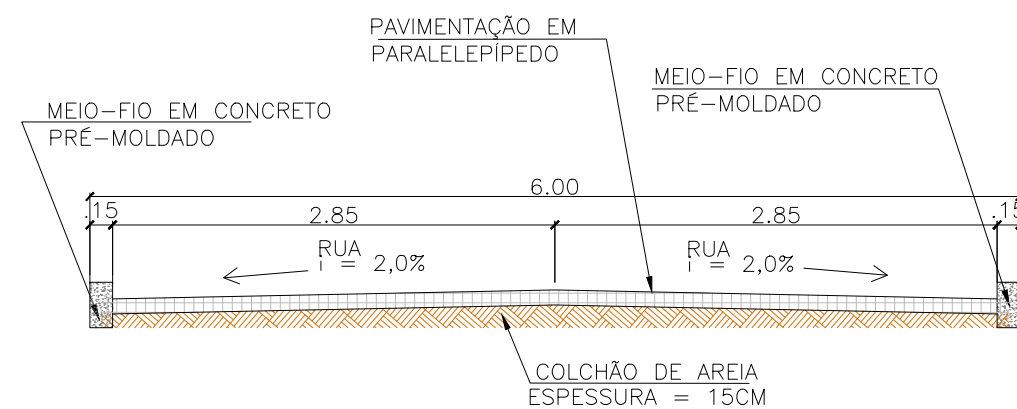 PAVIMENTAÇÃO EM
PARALELEPÍPEDO
MEIO-FIO EM CONCRETO
PRÉ-MOLDADO
MEIO-FIO EM CONCRETO
PRÉ-MOLDADO
6.00
.15
2.85
2.85
.15
RUA
i = 2,0%
RUA
i = 2,0%
COLCHÃO DE AREIA
ESPESSURA = 15CM